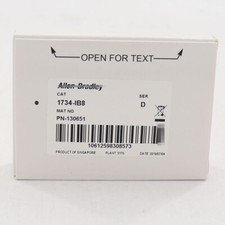 OPEN FOR TEXT
Allen-Bradley
CAT SER
1734-IB8 D
MAT NO
PN-130651
10612598308573
PRODUCT OF SINGAPORE